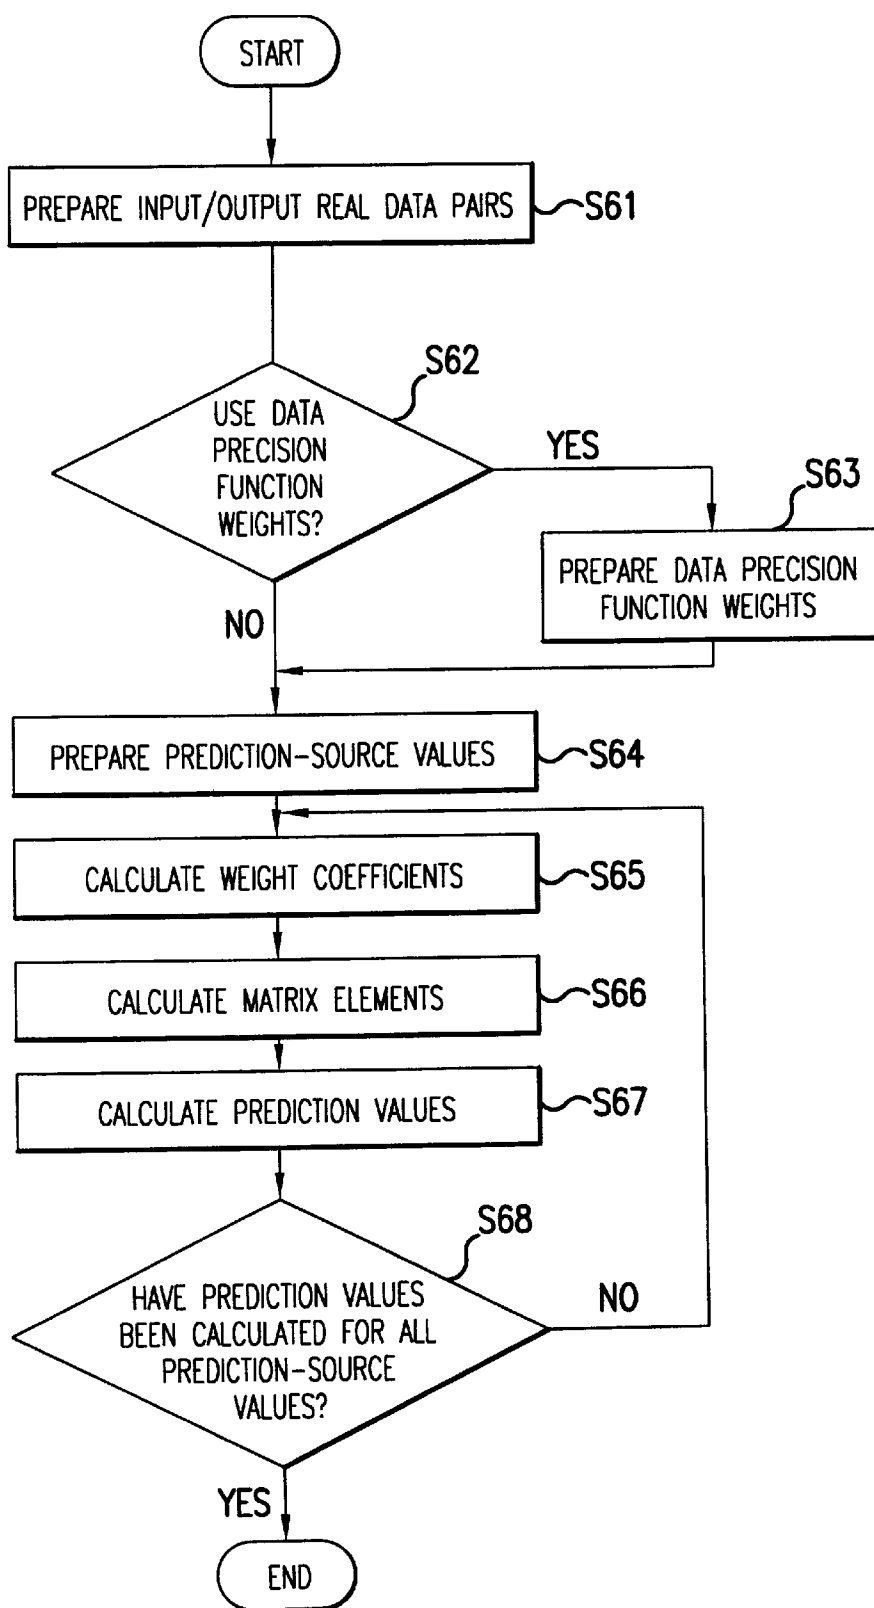 START
PREPARE INPUT/OUTPUT REAL DATA PAIRS
S61
S62
USE DATA
PRECISION
FUNCTION
WEIGHTS?
YES
S63
PREPARE DATA PRECISION
FUNCTION WEIGHTS
NO
PREPARE PREDICTION-SOURCE VALUES
S64
CALCULATE WEIGHT COEFFICIENTS
S65
CALCULATE MATRIX ELEMENTS
S66
CALCULATE PREDICTION VALUES
S67
S68
HAVE PREDICTION VALUES
BEEN CALCULATED FOR ALL
PREDICTION-SOURCE
VALUES?
NO
YES
END